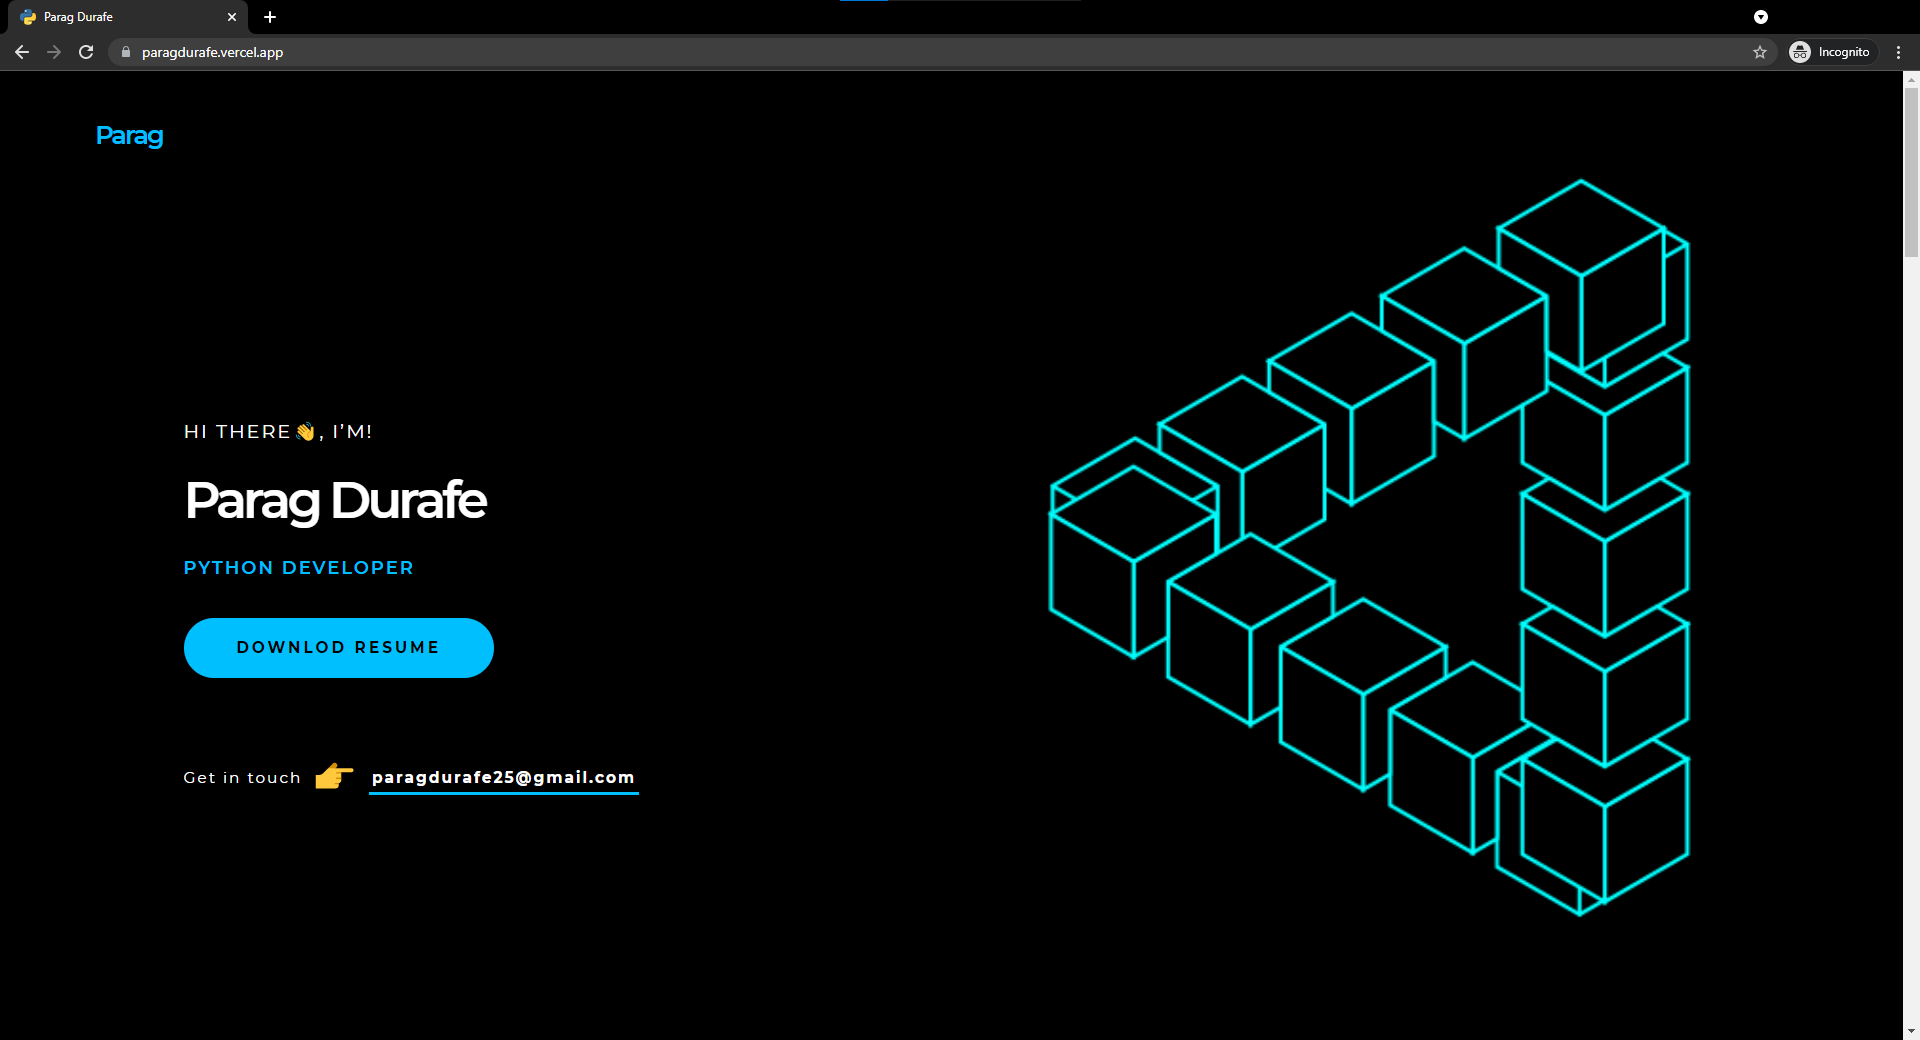 Parag Durafe
paragdurafe.vercel.app
Incognito
Parag
HI THERE👋, I’M!
Parag Durafe
PYTHON DEVELOPER
DOWNLOD RESUME
Get in touch 👉 paragdurafe25@gmail.com